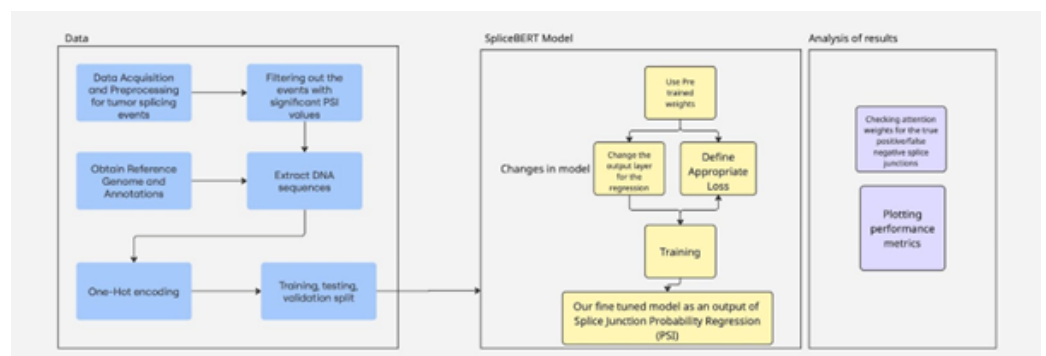 Data
Data Acquisition
and Preprocessing
for tumor splicing
events
Filtering out the
events with
significant PSI
values
Obtain Reference
Genome and
Annotations
Extract DNA
sequences
One-Hot encoding
Training, testing,
validation split
SpliceBERT Model
Use Pre
trained
weights
Changes in model
Change the
output layer
for the
regression
Define
Appropriate
Loss
Training
Our fine tuned model as an output of
Splice Junction Probability Regression
(PSI)
Analysis of results
Checking attention
weights for the true
positive/false
negative splice
junctions
Plotting
performance
metrics